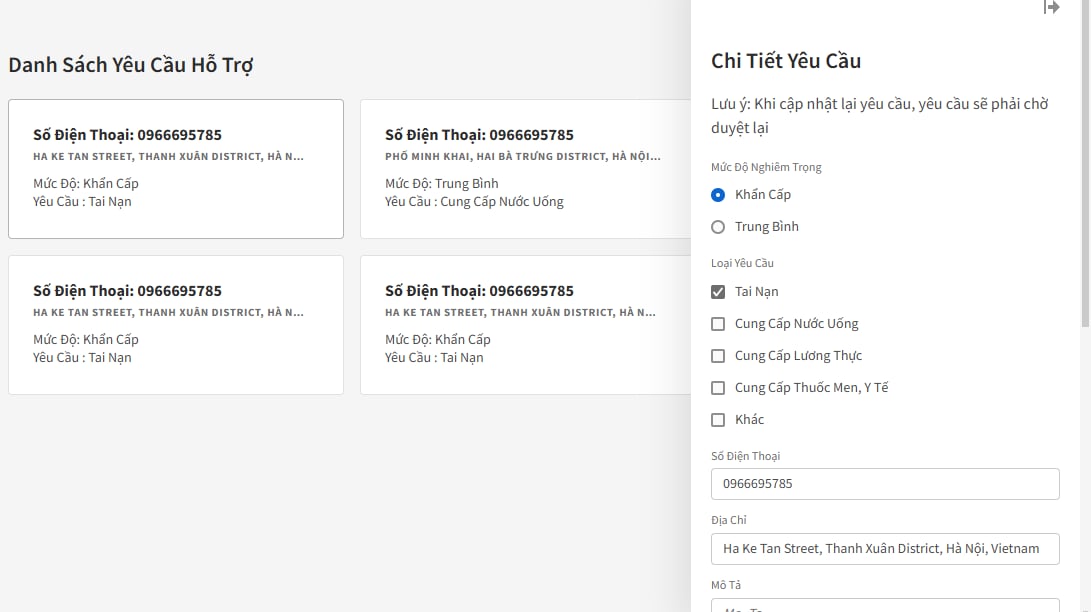 Danh Sách Yêu Cầu Hỗ Trợ
Số Điện Thoại: 0966695785
HA KE TAN STREET, THANH XUÂN DISTRICT, HÀ N...
Mức Độ: Khẩn Cấp
Yêu Cầu : Tai Nạn
Số Điện Thoại: 0966695785
PHỐ MINH KHAI, HAI BÀ TRƯNG DISTRICT, HÀ NỘI...
Mức Độ: Trung Bình
Yêu Cầu : Cung Cấp Nước Uống
Số Điện Thoại: 0966695785
HA KE TAN STREET, THANH XUÂN DISTRICT, HÀ N...
Mức Độ: Khẩn Cấp
Yêu Cầu : Tai Nạn
Số Điện Thoại: 0966695785
HA KE TAN STREET, THANH XUÂN DISTRICT, HÀ N...
Mức Độ: Khẩn Cấp
Yêu Cầu : Tai Nạn
Chi Tiết Yêu Cầu
Lưu ý: Khi cập nhật lại yêu cầu, yêu cầu sẽ phải chờ
duyệt lại
Mức Độ Nghiêm Trọng
Khẩn Cấp
Trung Bình
Loại Yêu Cầu
Tai Nạn
Cung Cấp Nước Uống
Cung Cấp Lương Thực
Cung Cấp Thuốc Men, Y Tế
Khác
Số Điện Thoại
0966695785
Địa Chỉ
Ha Ke Tan Street, Thanh Xuân District, Hà Nội, Vietnam
Mô Tả